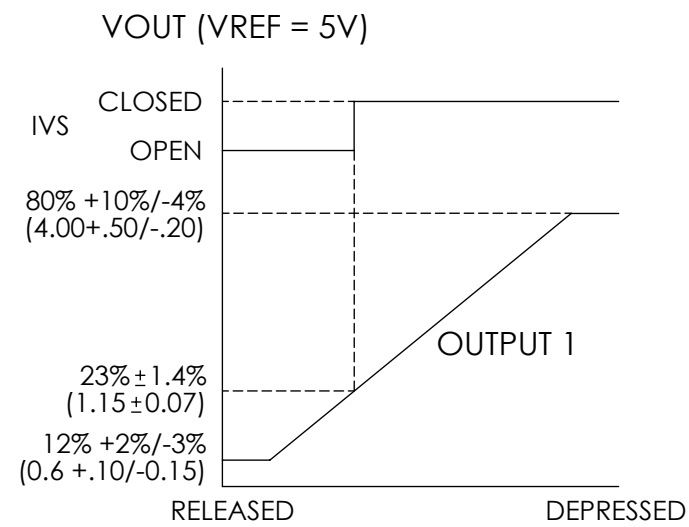 VOUT (VREF = 5V)
CLOSED
IVS
OPEN
80% +10%/-4%
(4.00+.50/-.20)
OUTPUT 1
23%±1.4%
(1.15±0.07)
12% +2%/-3%
(0.6 +.10/-0.15)
RELEASED
DEPRESSED